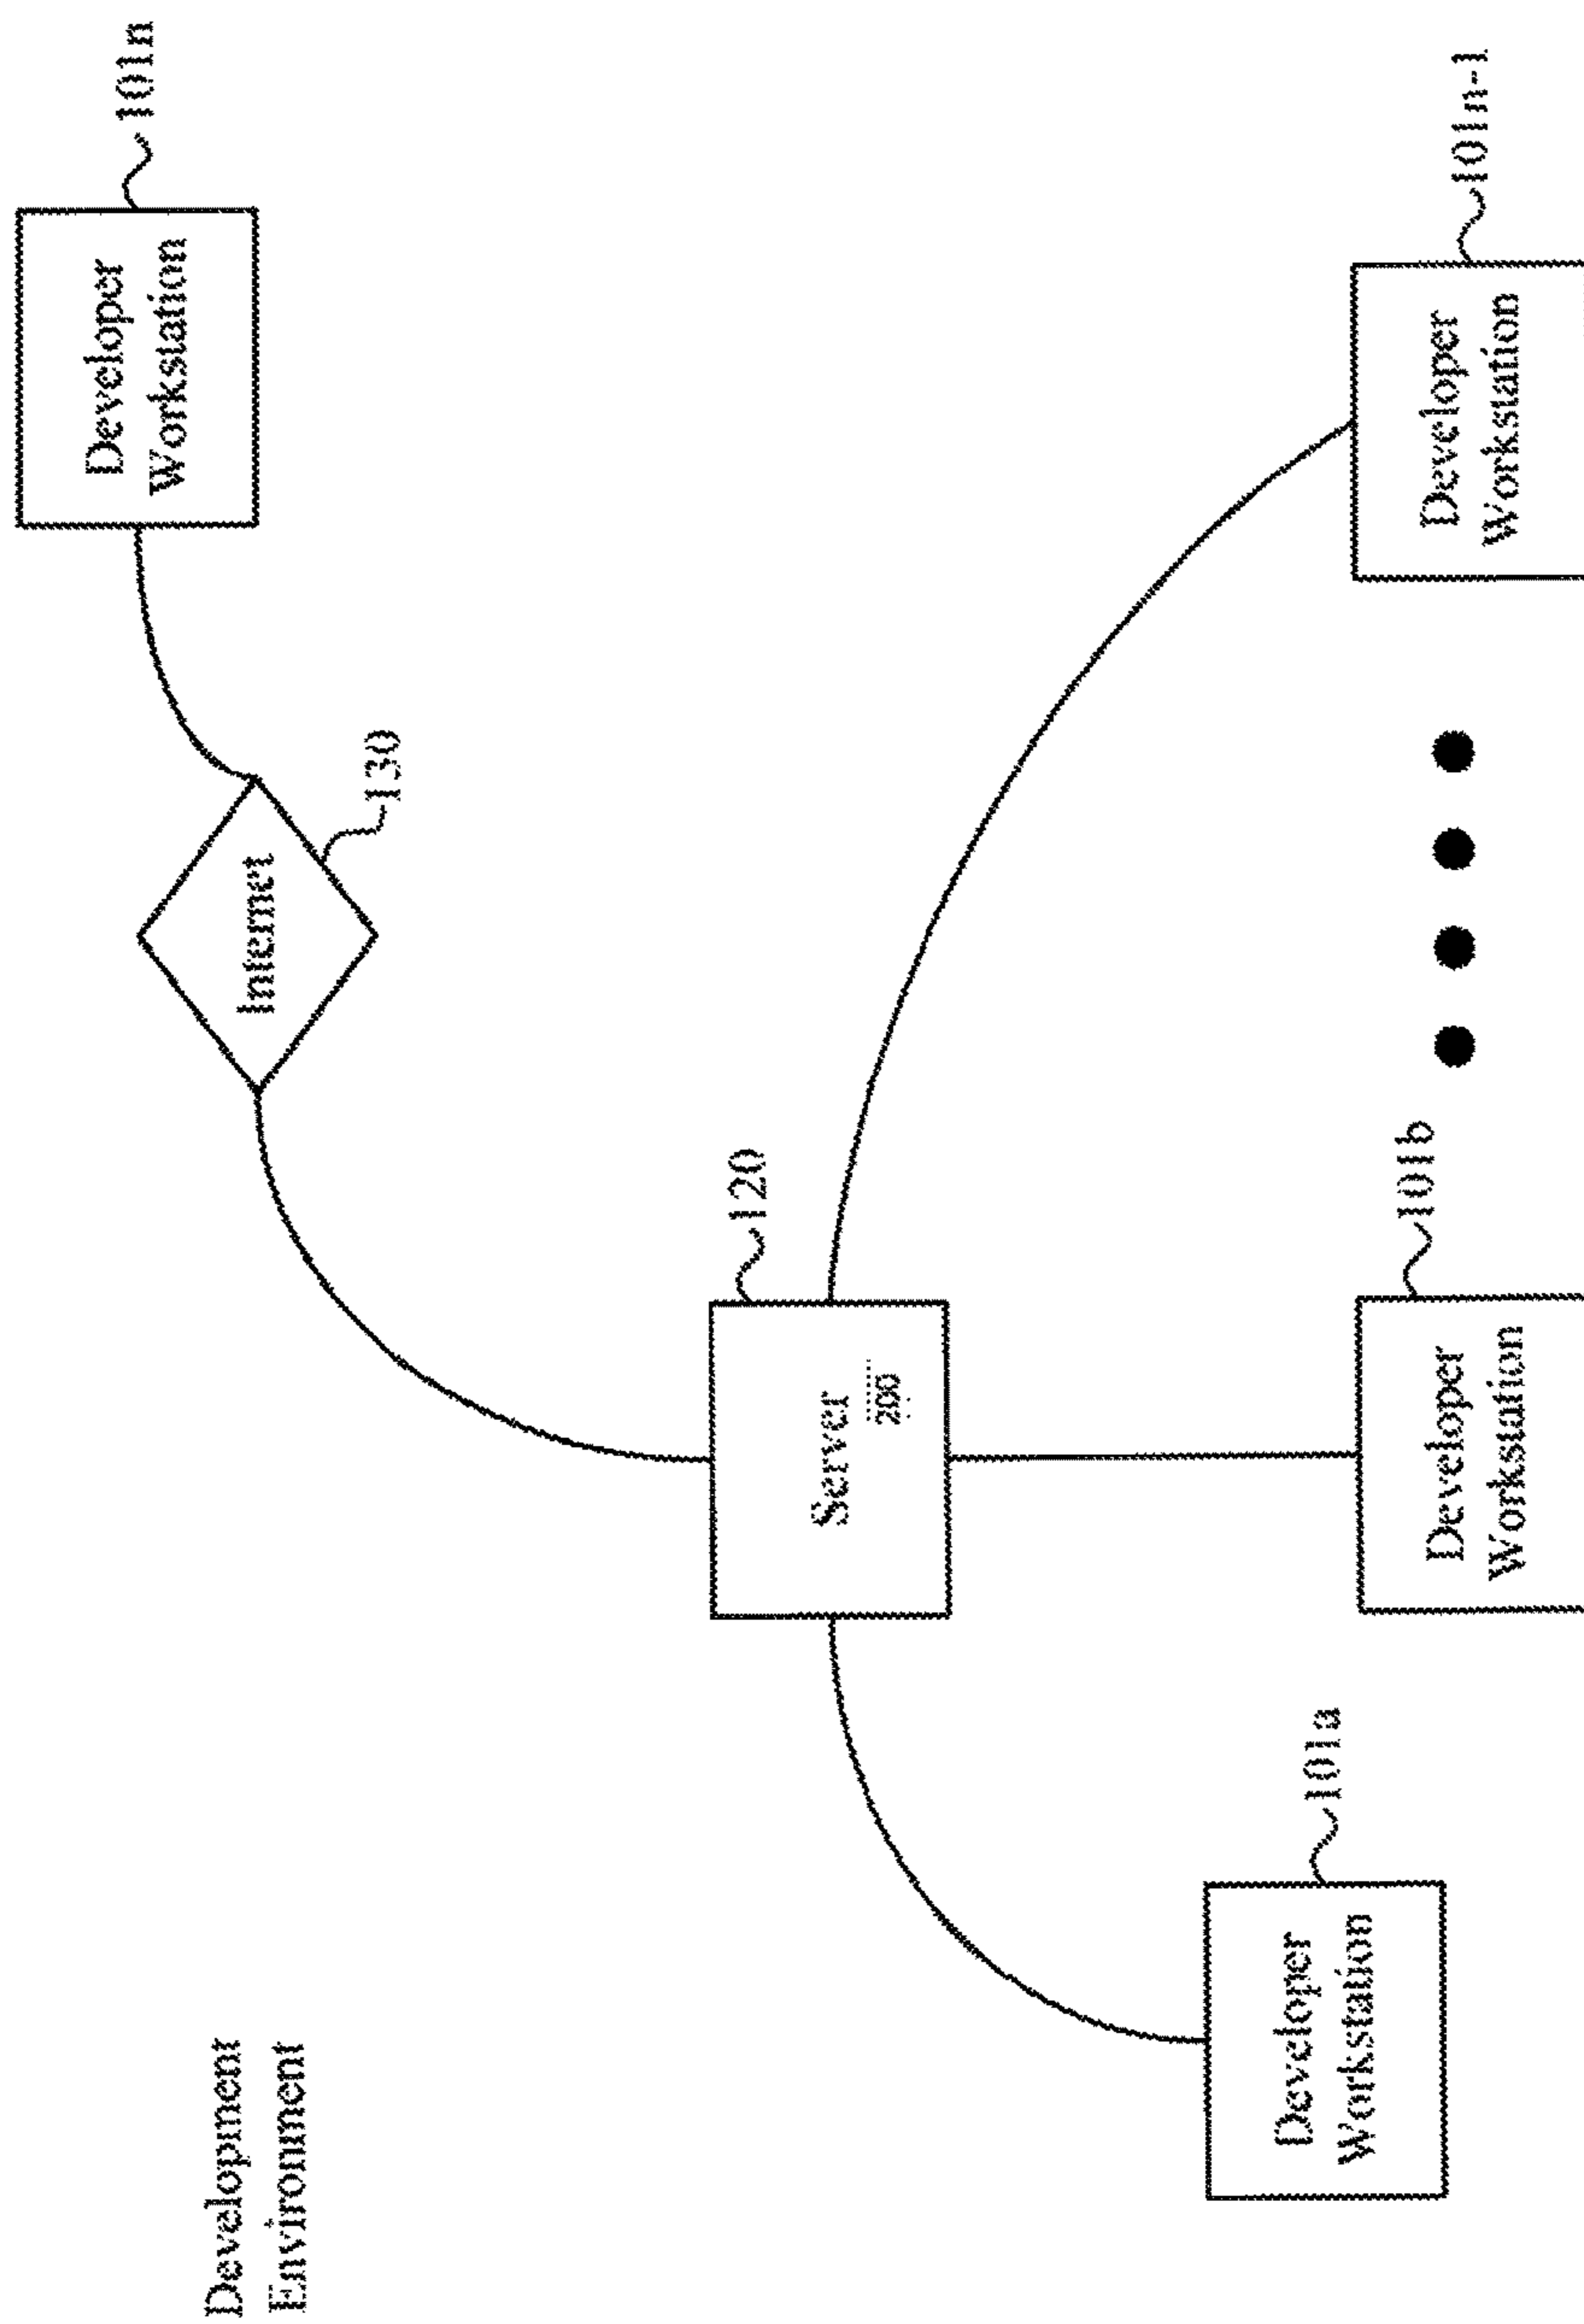 Development
Environment
Developer
Workstation
101n
Internet
130
Server
200
120
Developer
Workstation
101a
Developer
Workstation
101b
Developer
Workstation
101n-1